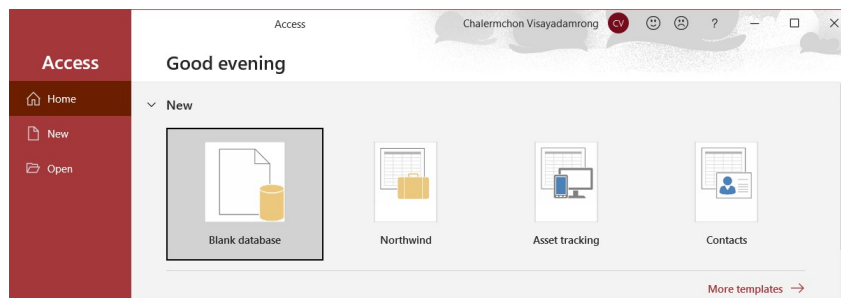 Access
Chalermchon Visayadamrong CV ?
Access
Good evening
Home
New
New
Open
Blank database
Northwind
Asset tracking
Contacts
More templates